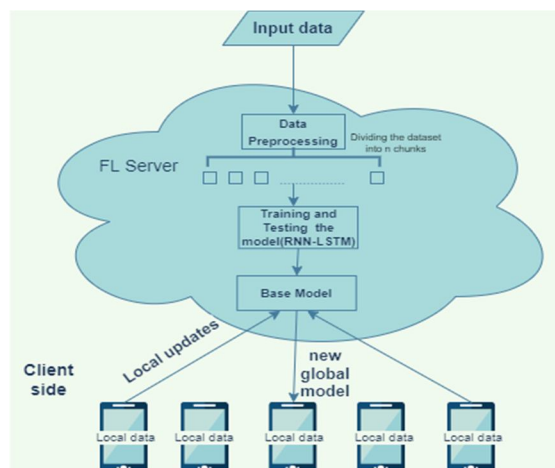 Input data
Data
Preprocessing
Dividing the dataset
into n chunks
FL Server
Training and
Testing the
model(RNN-LSTM)
Base Model
Local updates
new
global
model
Client
side
Local data
Local data
Local data
Local data
Local data